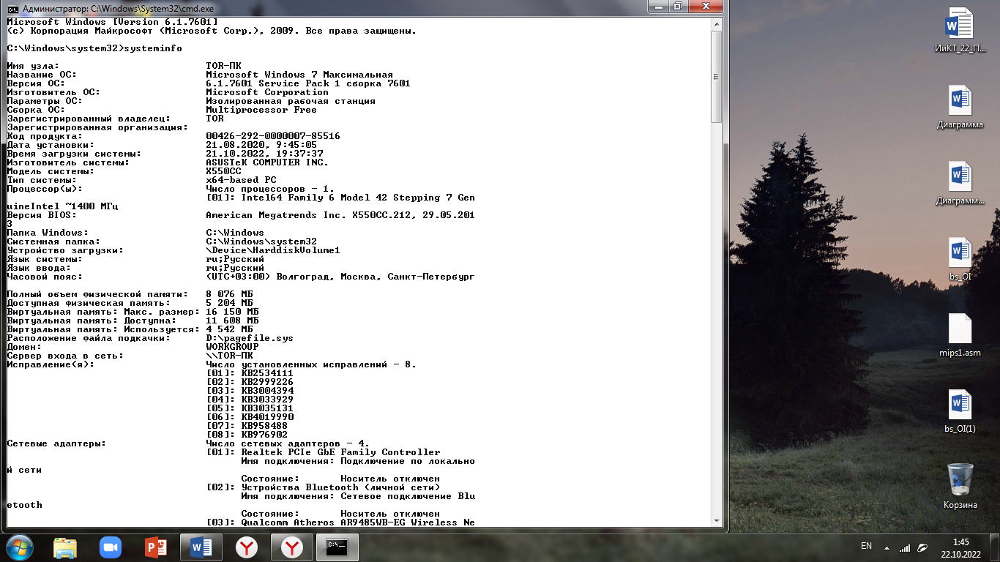 Администратор: C:\Windows\System32\cmd.exe
Microsoft Windows [Version 6.1.7601]
(c) Корпорация Майкрософт (Microsoft Corp.), 2009. Все права защищены.
C:\Windows\system32>systeminfo
Имя узла: TOR-ПК
Название ОС: Microsoft Windows 7 Максимальная
Версия ОС: 6.1.7601 Service Pack 1 сборка 7601
Изготовитель ОС: Microsoft Corporation
Параметры ОС: Изолированная рабочая станция
Сборка ОС: Multiprocessor Free
Зарегистрированный владелец: TOR
Зарегистрированная организация:
Код продукта: 00426-292-0000007-85516
Дата установки: 21.08.2020, 9:45:05
Время загрузки системы: 21.10.2022, 19:37:37
Изготовитель системы: ASUSTeK COMPUTER INC.
Модель системы: X550CC
Тип системы: x64-based PC
Процессор(ы): Число процессоров - 1.
[01]: Intel64 Family 6 Model 42 Stepping 7 Gen
uineIntel ~1400 МГц
Версия BIOS: American Megatrends Inc. X550CC.212, 29.05.201
3
Папка Windows: C:\Windows
Системная папка: C:\Windows\system32
Устройство загрузки: \Device\HarddiskVolume1
Язык системы: ru;Русский
Язык ввода: ru;Русский
Часовой пояс: (UTC+03:00) Волгоград, Москва, Санкт-Петербург
Полный объем физической памяти: 8 076 МБ
Доступная физическая память: 5 204 МБ
Виртуальная память: Макс. размер: 16 150 МБ
Виртуальная память: Доступна: 11 608 МБ
Виртуальная память: Используется: 4 542 МБ
Расположение файла подкачки: D:\pagefile.sys
Домен: WORKGROUP
Сервер входа в сеть: \\TOR-ПК
Исправление(я): Число установленных исправлений - 8.
[01]: KB2534111
[02]: KB2999226
[03]: KB3004394
[04]: KB3033929
[05]: KB3035131
[06]: KB4019990
[07]: KB958488
[08]: KB976902
Сетевые адаптеры: Число сетевых адаптеров - 4.
[01]: Realtek PCIe GbE Family Controller
Имя подключения: Подключение по локально
й сети
Состояние: Носитель отключен
[02]: Устройства Bluetooth (личной сети)
Имя подключения: Сетевое подключение Blu
etooth
Состояние: Носитель отключен
[03]: Qualcomm Atheros AR9485WB-EG Wireless Ne
ИиКТ_22_П...
Диаграмма
Диаграмм...
bs_OI
mips1.asm
bs_OI(1)
Корзина
EN
1:45
22.10.2022